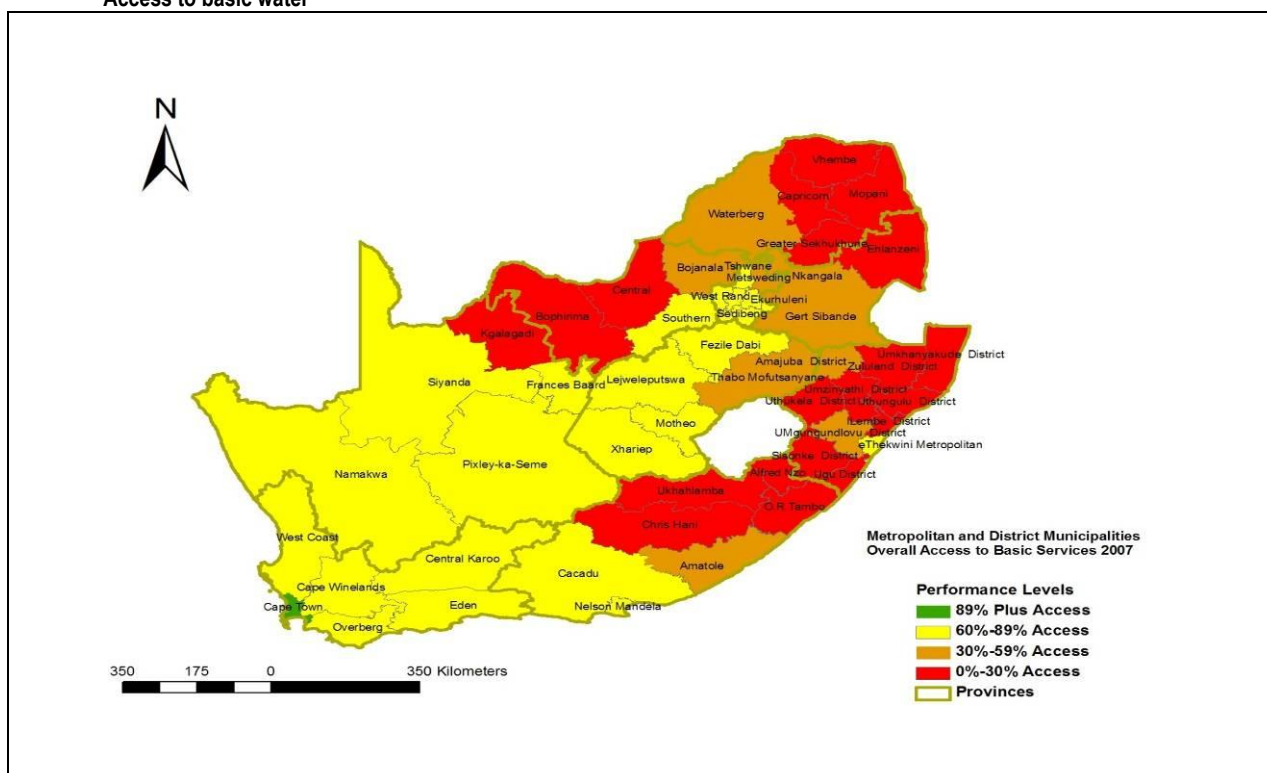 Access to basic water
N
Vhembe
Capricorn
Mopani
Waterberg
Greater Sekhukhune
Ehlanzeni
Bojanala
Tshwane
Metsweding
Nkangala
Central
West Rand
Ekurhuleni
Bophirima
Southern
Sedibeng
Gert Sibande
Kgalagadi
Fezile Dabi
Amajuba District
Umkhanyakude District
Zululand District
Siyanda
Frances Baard
Lejweleputswa
Thabo Mofutsanyane
Umzinyathi District
Uthukela District
Uthungulu District
Motheo
iLembe District
UMgungundlovu District
eThekwini Metropolitan
Xhariep
Sisonke District
Pixley-ka-Seme
Namakwa
Alfred Nzo
Ugu District
Ukhahlamba
O.R.Tambo
Chris Hani
West Coast
Central Karoo
Amatole
Cacadu
Cape Winelands
Cape Town
Eden
Nelson Mandela
Overberg
350 175 0 350 Kilometers
Metropolitan and District Municipalities
Overall Access to Basic Services 2007
Performance Levels
89% Plus Access
60%-89% Access
30%-59% Access
0%-30% Access
Provinces